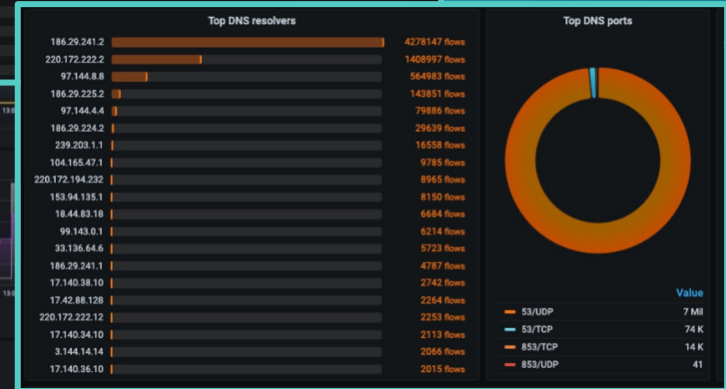 Top DNS resolvers
186.29.241.2 4278147 flows
220.172.222.2 1408997 flows
97.144.8.8 564983 flows
186.29.225.2 143851 flows
97.144.4.4 79886 flows
186.29.224.2 29639 flows
239.203.1.1 16558 flows
104.165.47.1 9785 flows
220.172.194.232 8965 flows
153.94.135.1 8150 flows
18.44.83.18 6684 flows
99.143.0.1 6214 flows
33.136.64.6 5723 flows
186.29.241.1 4787 flows
17.140.38.10 2742 flows
17.42.88.128 2264 flows
220.172.222.12 2253 flows
17.140.34.10 2113 flows
3.144.14.14 2066 flows
17.140.36.10 2015 flows
Top DNS ports
Value
53/UDP 7 Mil
53/TCP 74 K
853/TCP 14 K
853/UDP 41